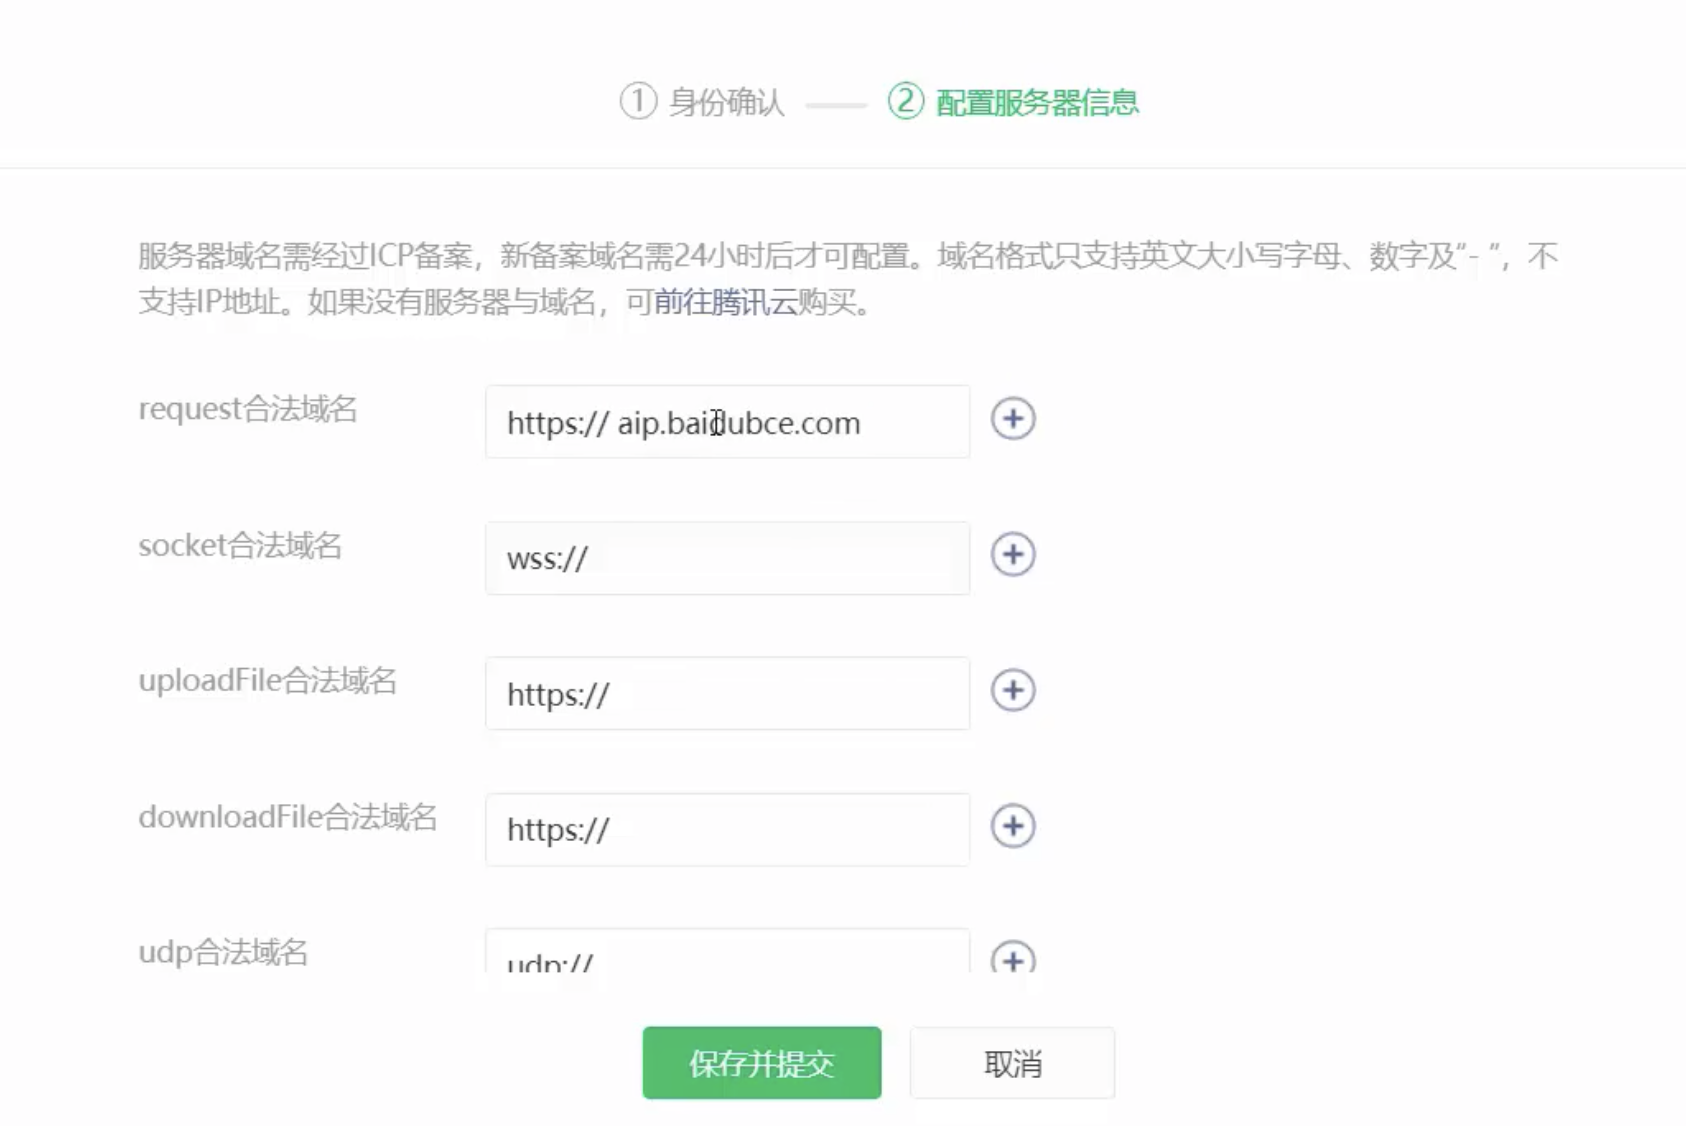 ① 身份确认 ② 配置服务器信息
服务器域名需经过ICP备案，新备案域名需24小时后才可配置。域名格式只支持英文大小写字母、数字及“- ”，不
支持IP地址。如果没有服务器与域名，可前往腾讯云购买。
request合法域名 https:// aip.baidubce.com
socket合法域名 wss://
uploadFile合法域名 https://
downloadFile合法域名 https://
udp合法域名 udp://
保存并提交 取消